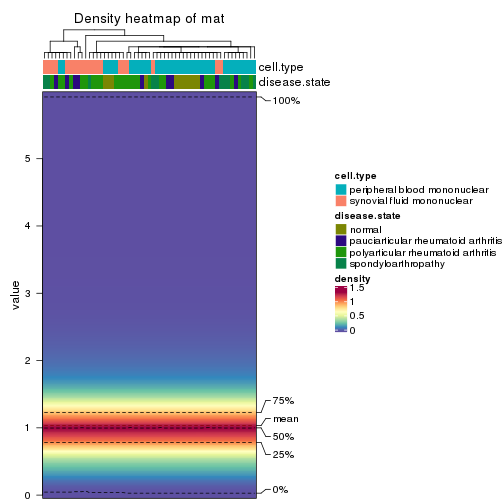 Density heatmap of mat
cell.type
disease.state
100%
5
4
3
2
1
0
value
75%
mean
50%
25%
0%
cell.type
peripheral blood mononuclear
synovial fluid mononuclear
disease.state
normal
pauciarticular rheumatoid arthritis
polyarticular rheumatoid arthritis
spondyloarthropathy
density
1.5
1
0.5
0